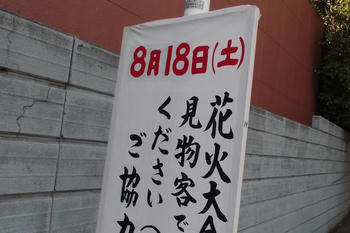 8月18日(土)
花火大会
見物客で
ください
ご協力